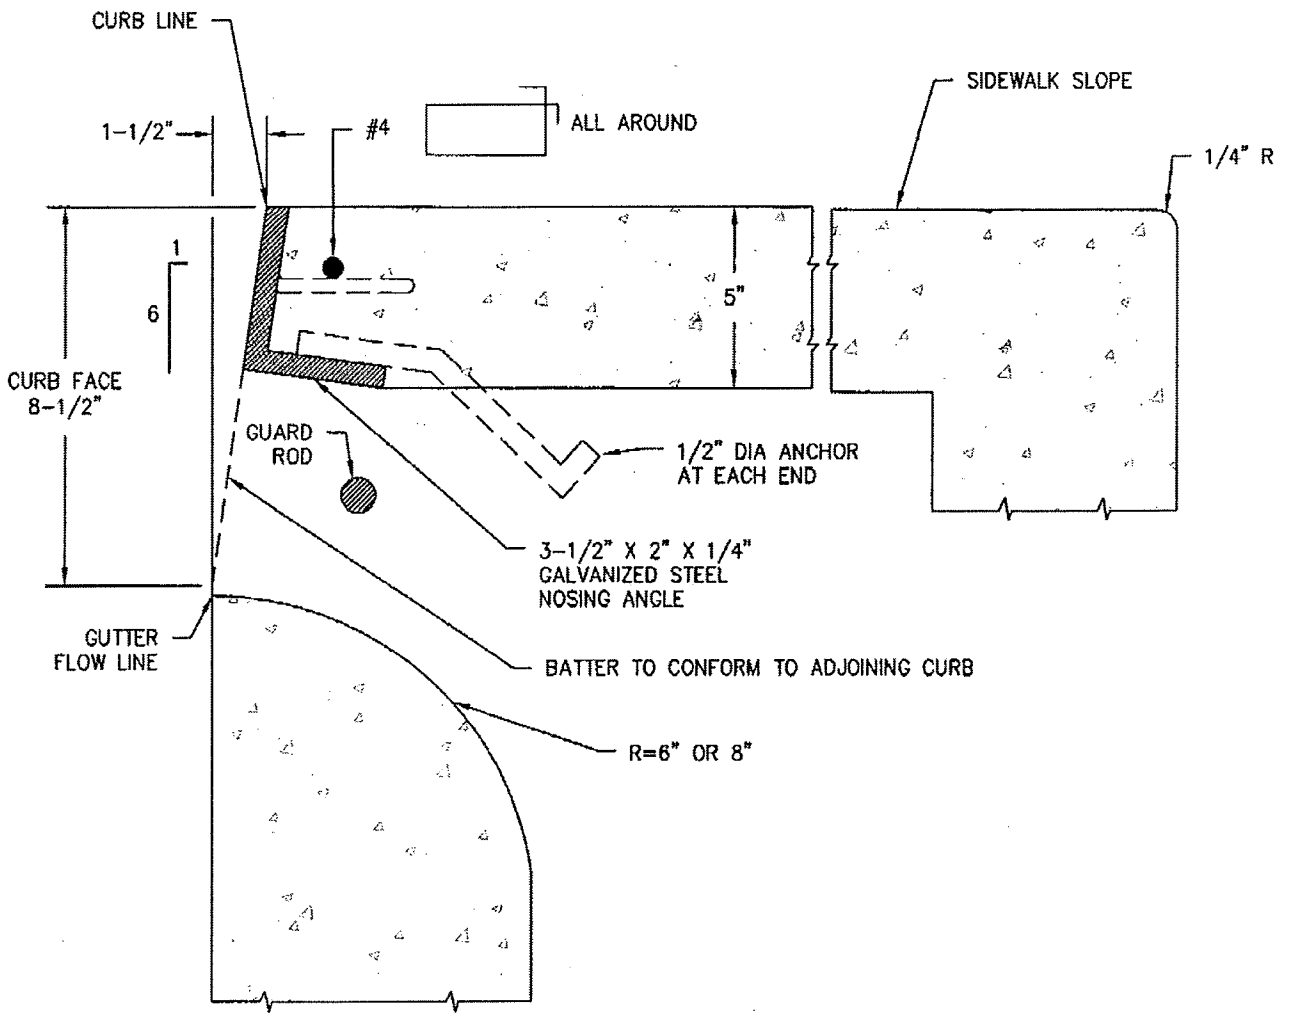 CURB LINE
SIDEWALK SLOPE
1-1/2"
#4
ALL AROUND
1/4" R
1
6
5"
CURB FACE
8-1/2"
GUARD
ROD
1/2" DIA ANCHOR
AT EACH END
3-1/2" X 2" X 1/4"
GALVANIZED STEEL
NOSING ANGLE
GUTTER
FLOW LINE
BATTER TO CONFORM TO ADJOINING CURB
R=6" OR 8"